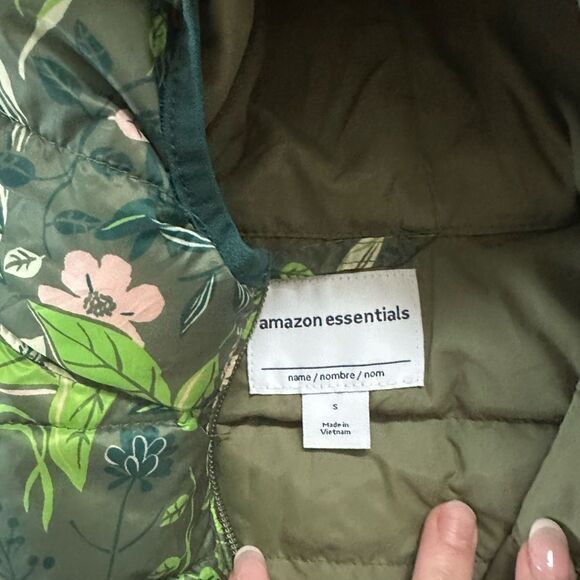 amazon essentials
name / nombre / nom
S
Made in
Vietnam